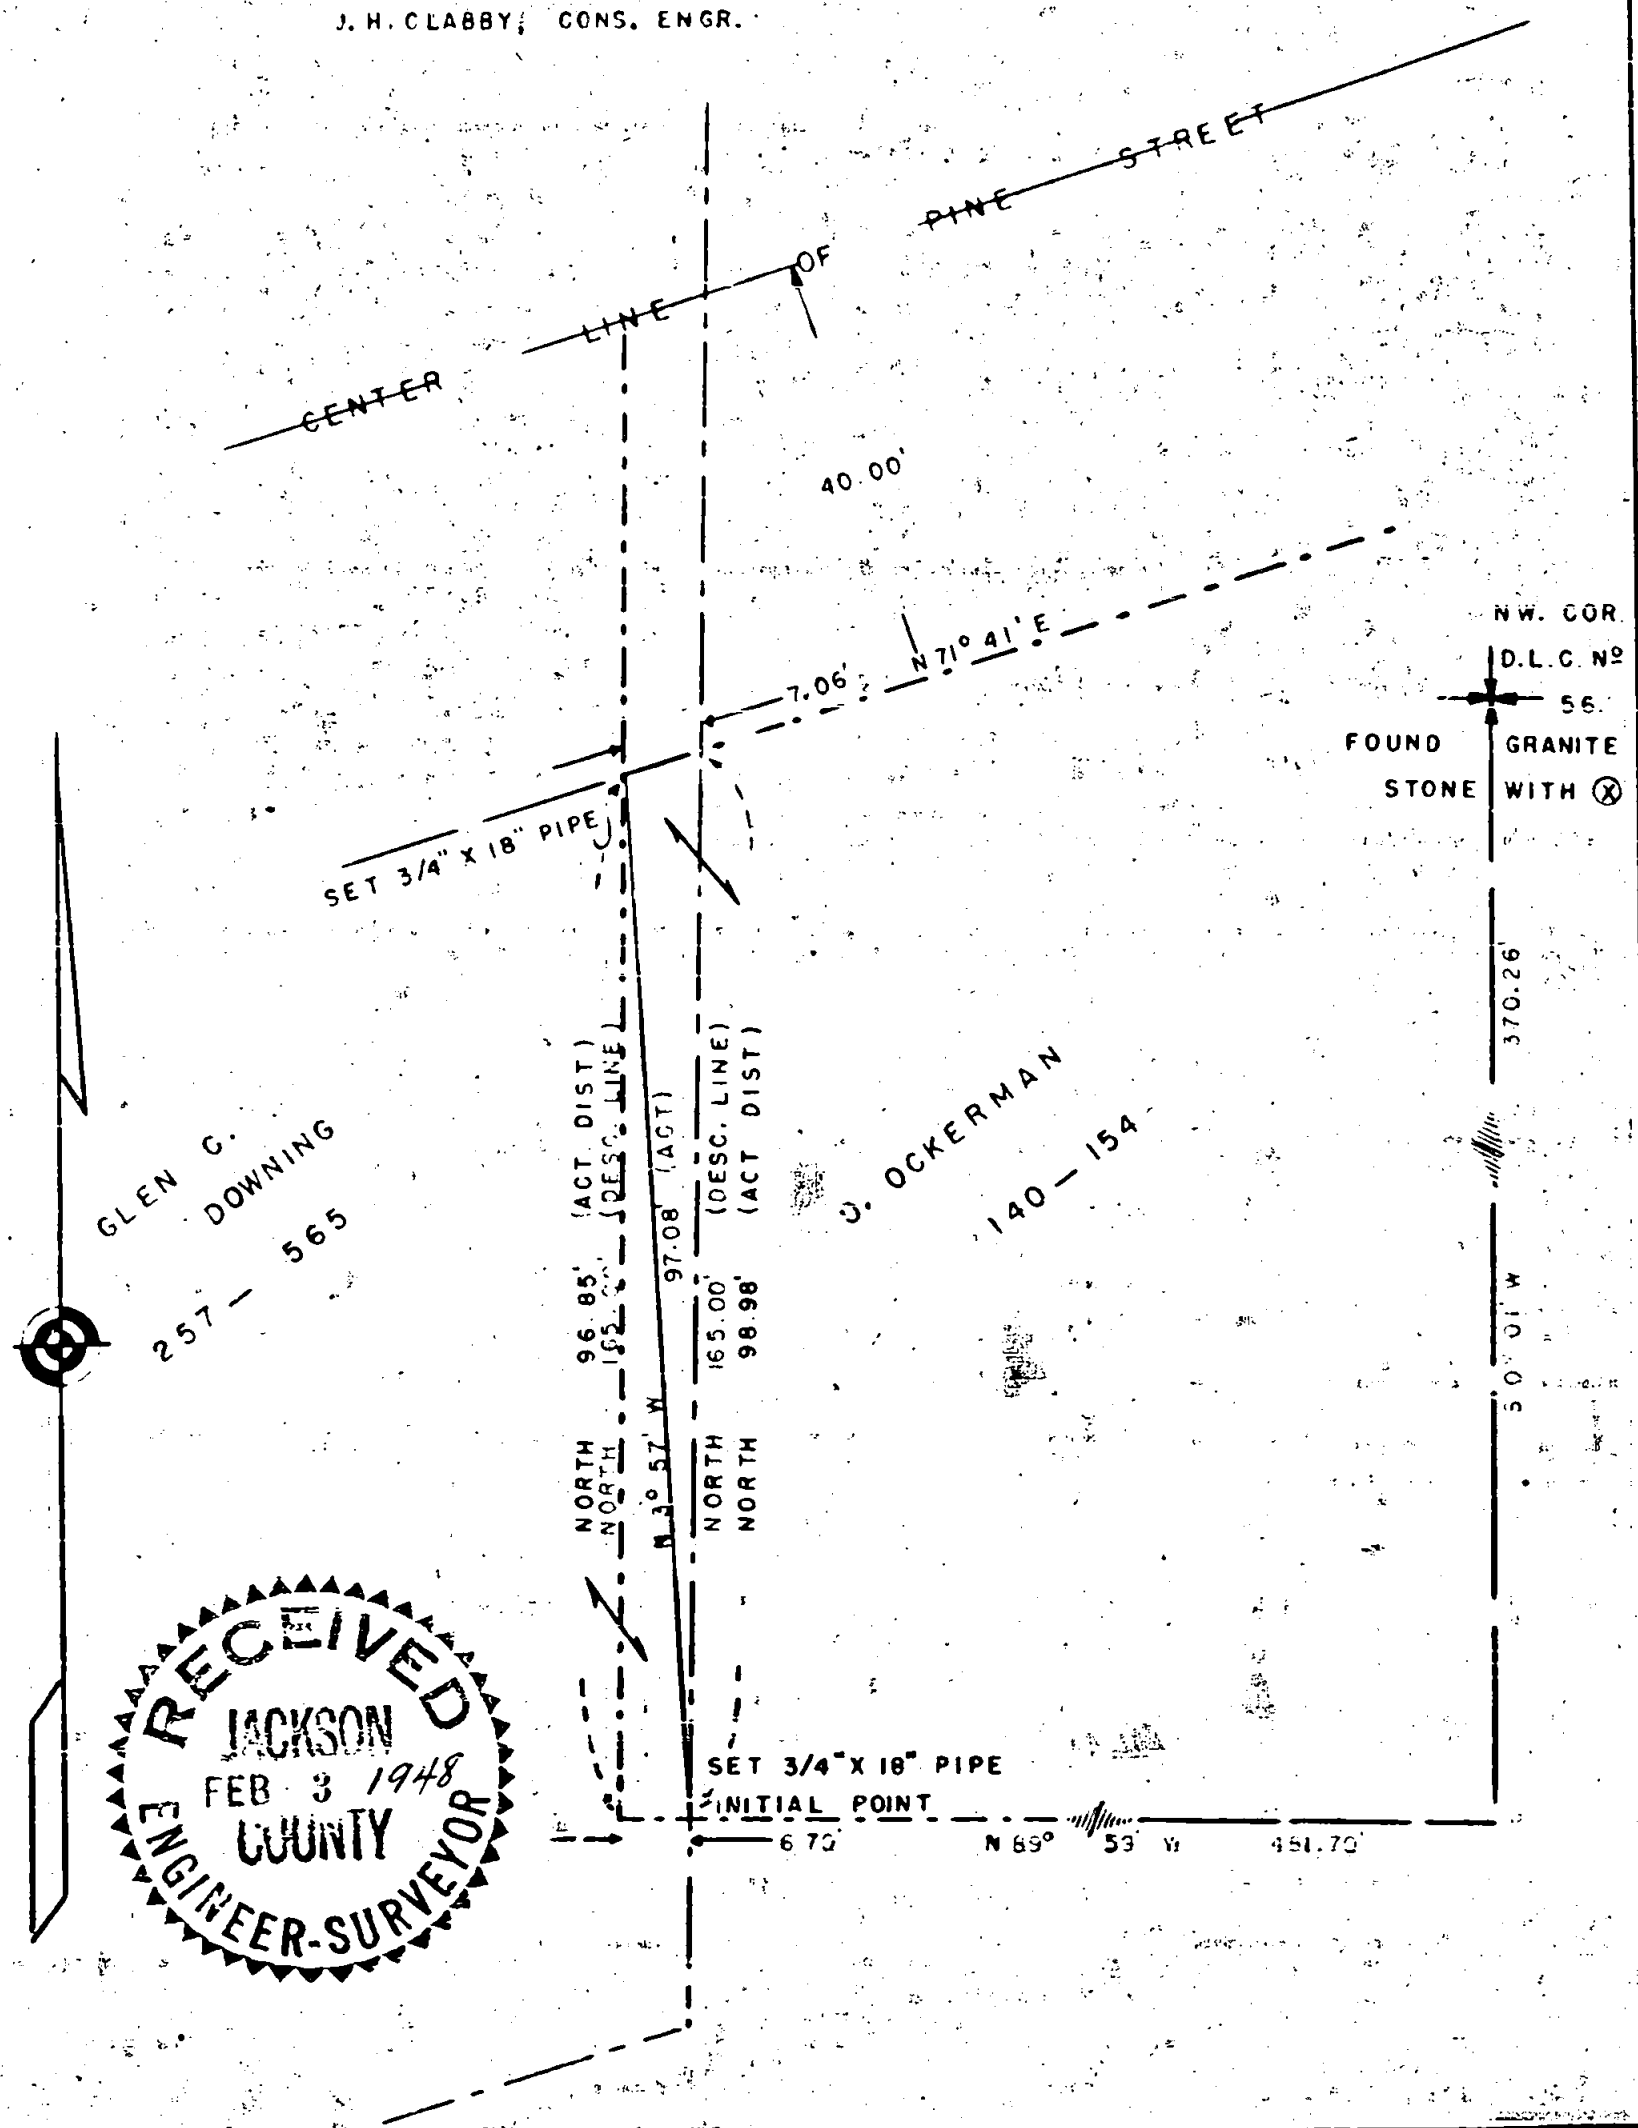 J. H. CLABBY, CONS. ENGR.
CENTER LINE OF PINE STREET
40.00'
N 71° 41' E
7.06'
NW. COR.
D.L.C. Nº
56.
FOUND GRANITE
STONE WITH Ⓧ
SET 3/4" X 18" PIPE
370.26'
GLEN C.
DOWNING
257 — 565
OCKERMAN
140 — 154
NORTH 96.85' (ACT. DIST)
NORTH (DESC. LINE)
N 3° 57' W 97.08' (ACT)
NORTH 165.00' (DESC. LINE)
NORTH 98.98' (ACT DIST)
S 0° 01' W
RECEIVED
JACKSON
FEB 3 1948
COUNTY
ENGINEER-SURVEYOR
SET 3/4" X 18" PIPE
INITIAL POINT
6.70'
N 89° 59' W